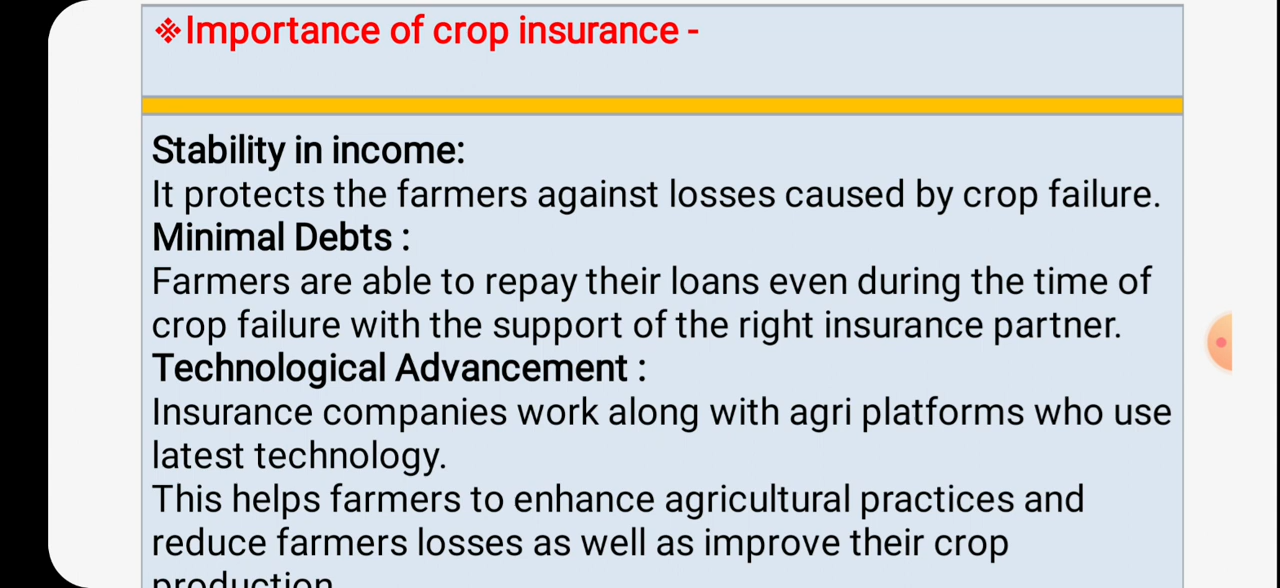 ❖Importance of crop insurance -
Stability in income:
It protects the farmers against losses caused by crop failure.
Minimal Debts :
Farmers are able to repay their loans even during the time of
crop failure with the support of the right insurance partner.
Technological Advancement :
Insurance companies work along with agri platforms who use
latest technology.
This helps farmers to enhance agricultural practices and
reduce farmers losses as well as improve their crop
production.